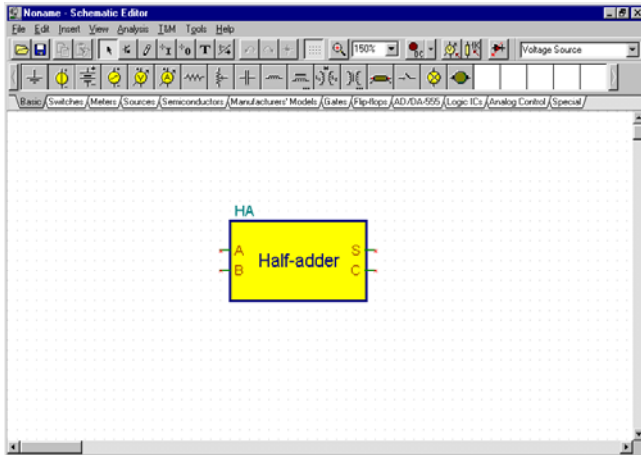 Noname - Schematic Editor
File Edit Insert View Analysis T&M Tools Help
T 150% DC Voltage Source
Basic Switches Meters Sources Semiconductors Manufacturers' Models Gates Flip-flops AD/DA-555 Logic ICs Analog Control Special
HA
A S
Half-adder
B C